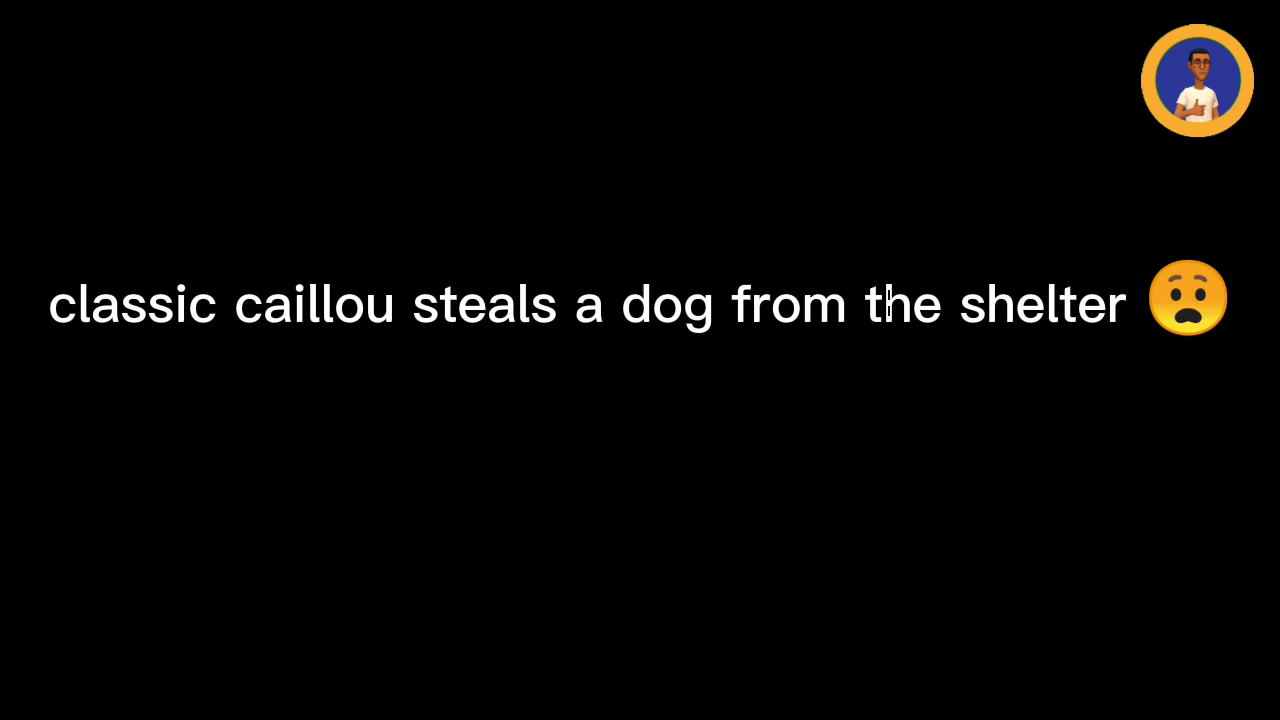 classic caillou steals a dog from the shelter 😧